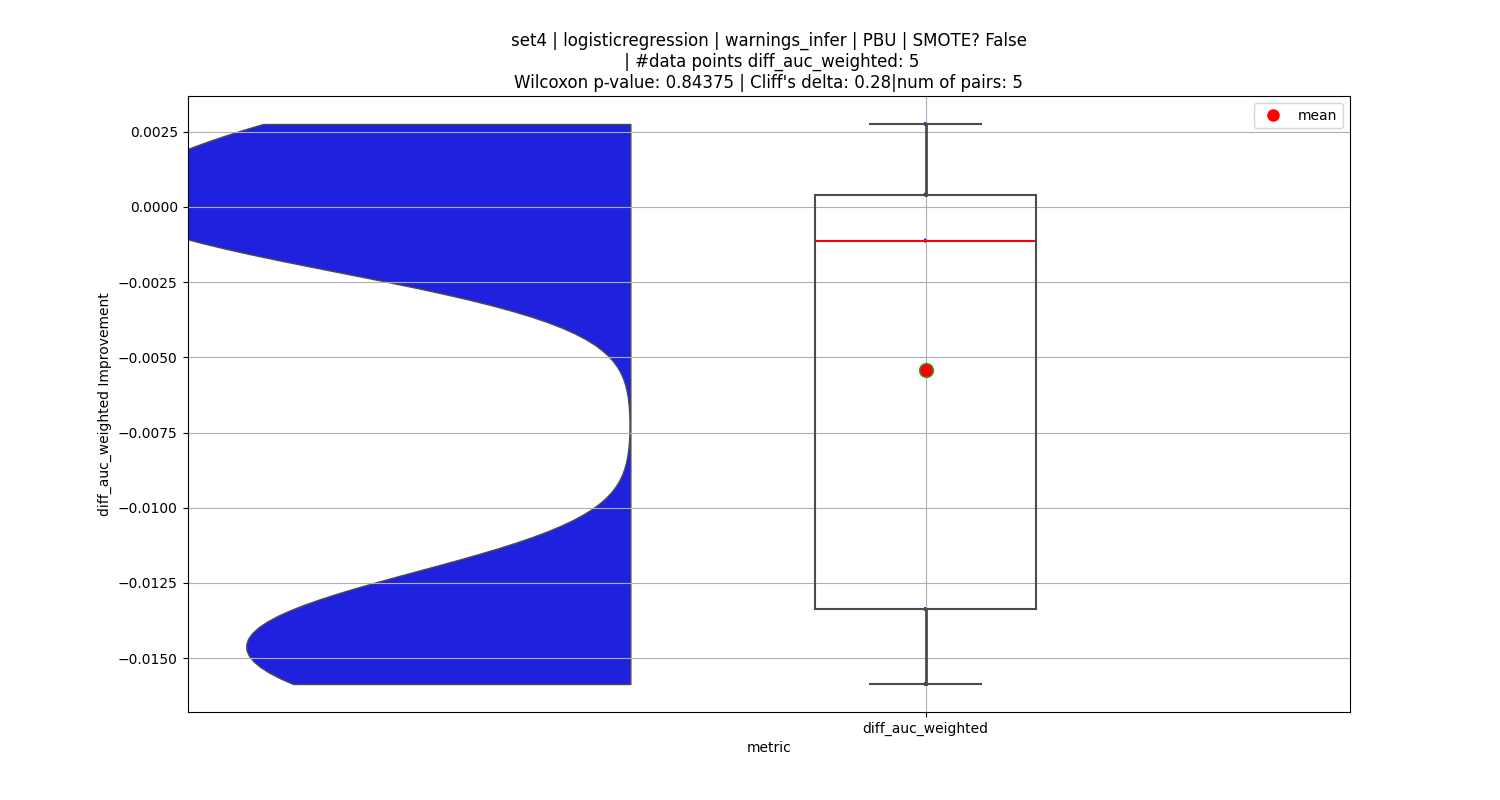 set4 | logisticregression | warnings_infer | PBU | SMOTE? False
| #data points diff_auc_weighted: 5
Wilcoxon p-value: 0.84375 | Cliff's delta: 0.28|num of pairs: 5
mean
0.0025
0.0000
−0.0025
−0.0050
−0.0075
−0.0100
−0.0125
−0.0150
diff_auc_weighted Improvement
diff_auc_weighted
metric